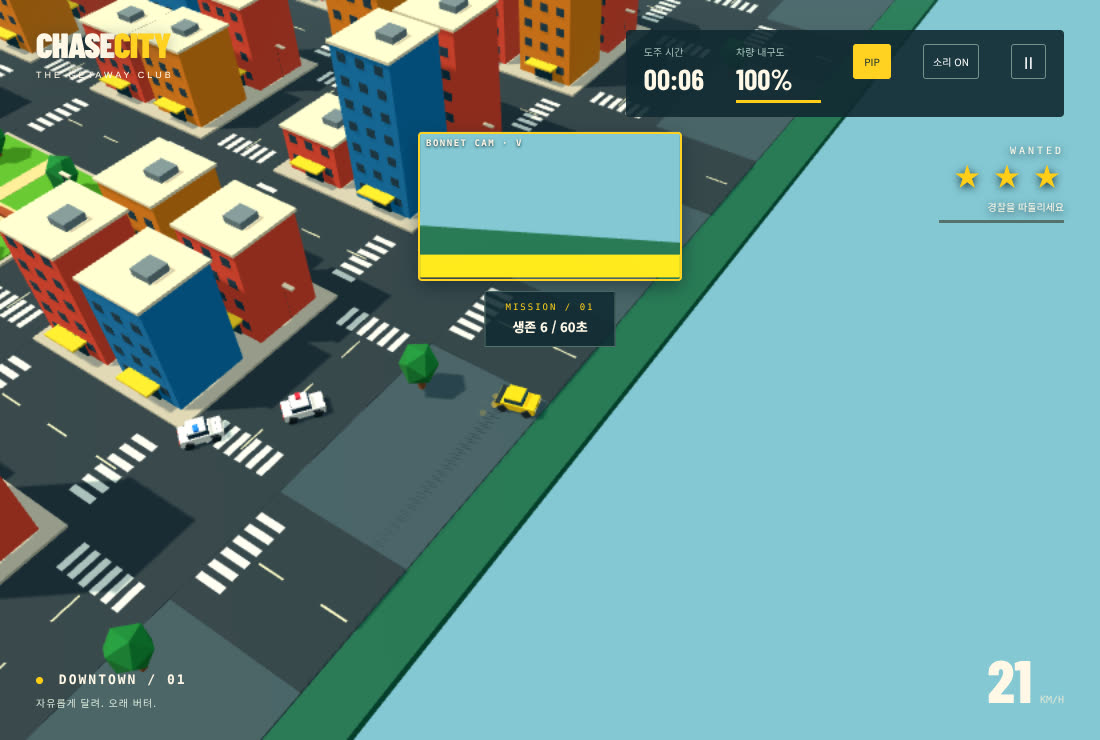 CHASECITY
THE GETAWAY CLUB
도주 시간
00:06
차량 내구도
100%
PIP
소리 ON
WANTED
경찰을 따돌리세요
BONNET CAM · V
MISSION / 01
생존 6 / 60초
DOWNTOWN / 01
자유롭게 달려. 오래 버텨.
21 KM/H